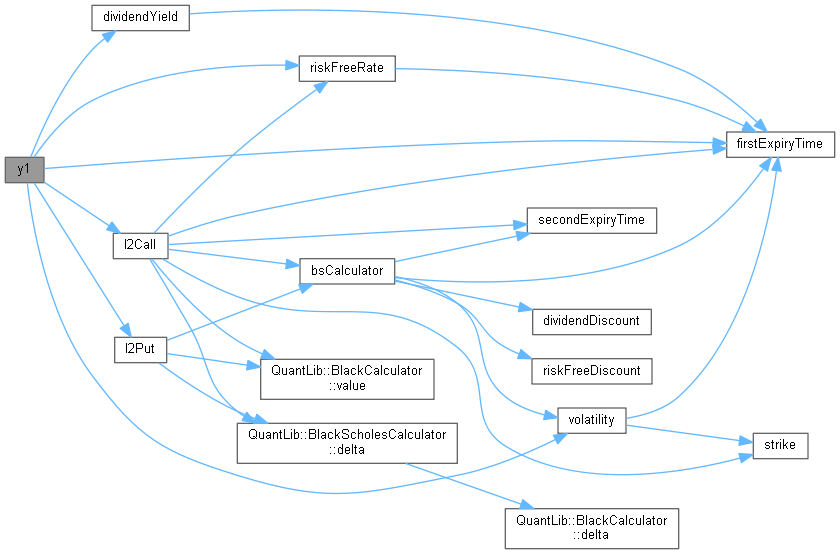 dividendYield
riskFreeRate
firstExpiryTime
y1
secondExpiryTime
I2Call
bsCalculator
dividendDiscount
I2Put
riskFreeDiscount
QuantLib::BlackCalculator
::value
volatility
QuantLib::BlackScholesCalculator
::delta
strike
QuantLib::BlackCalculator
::delta